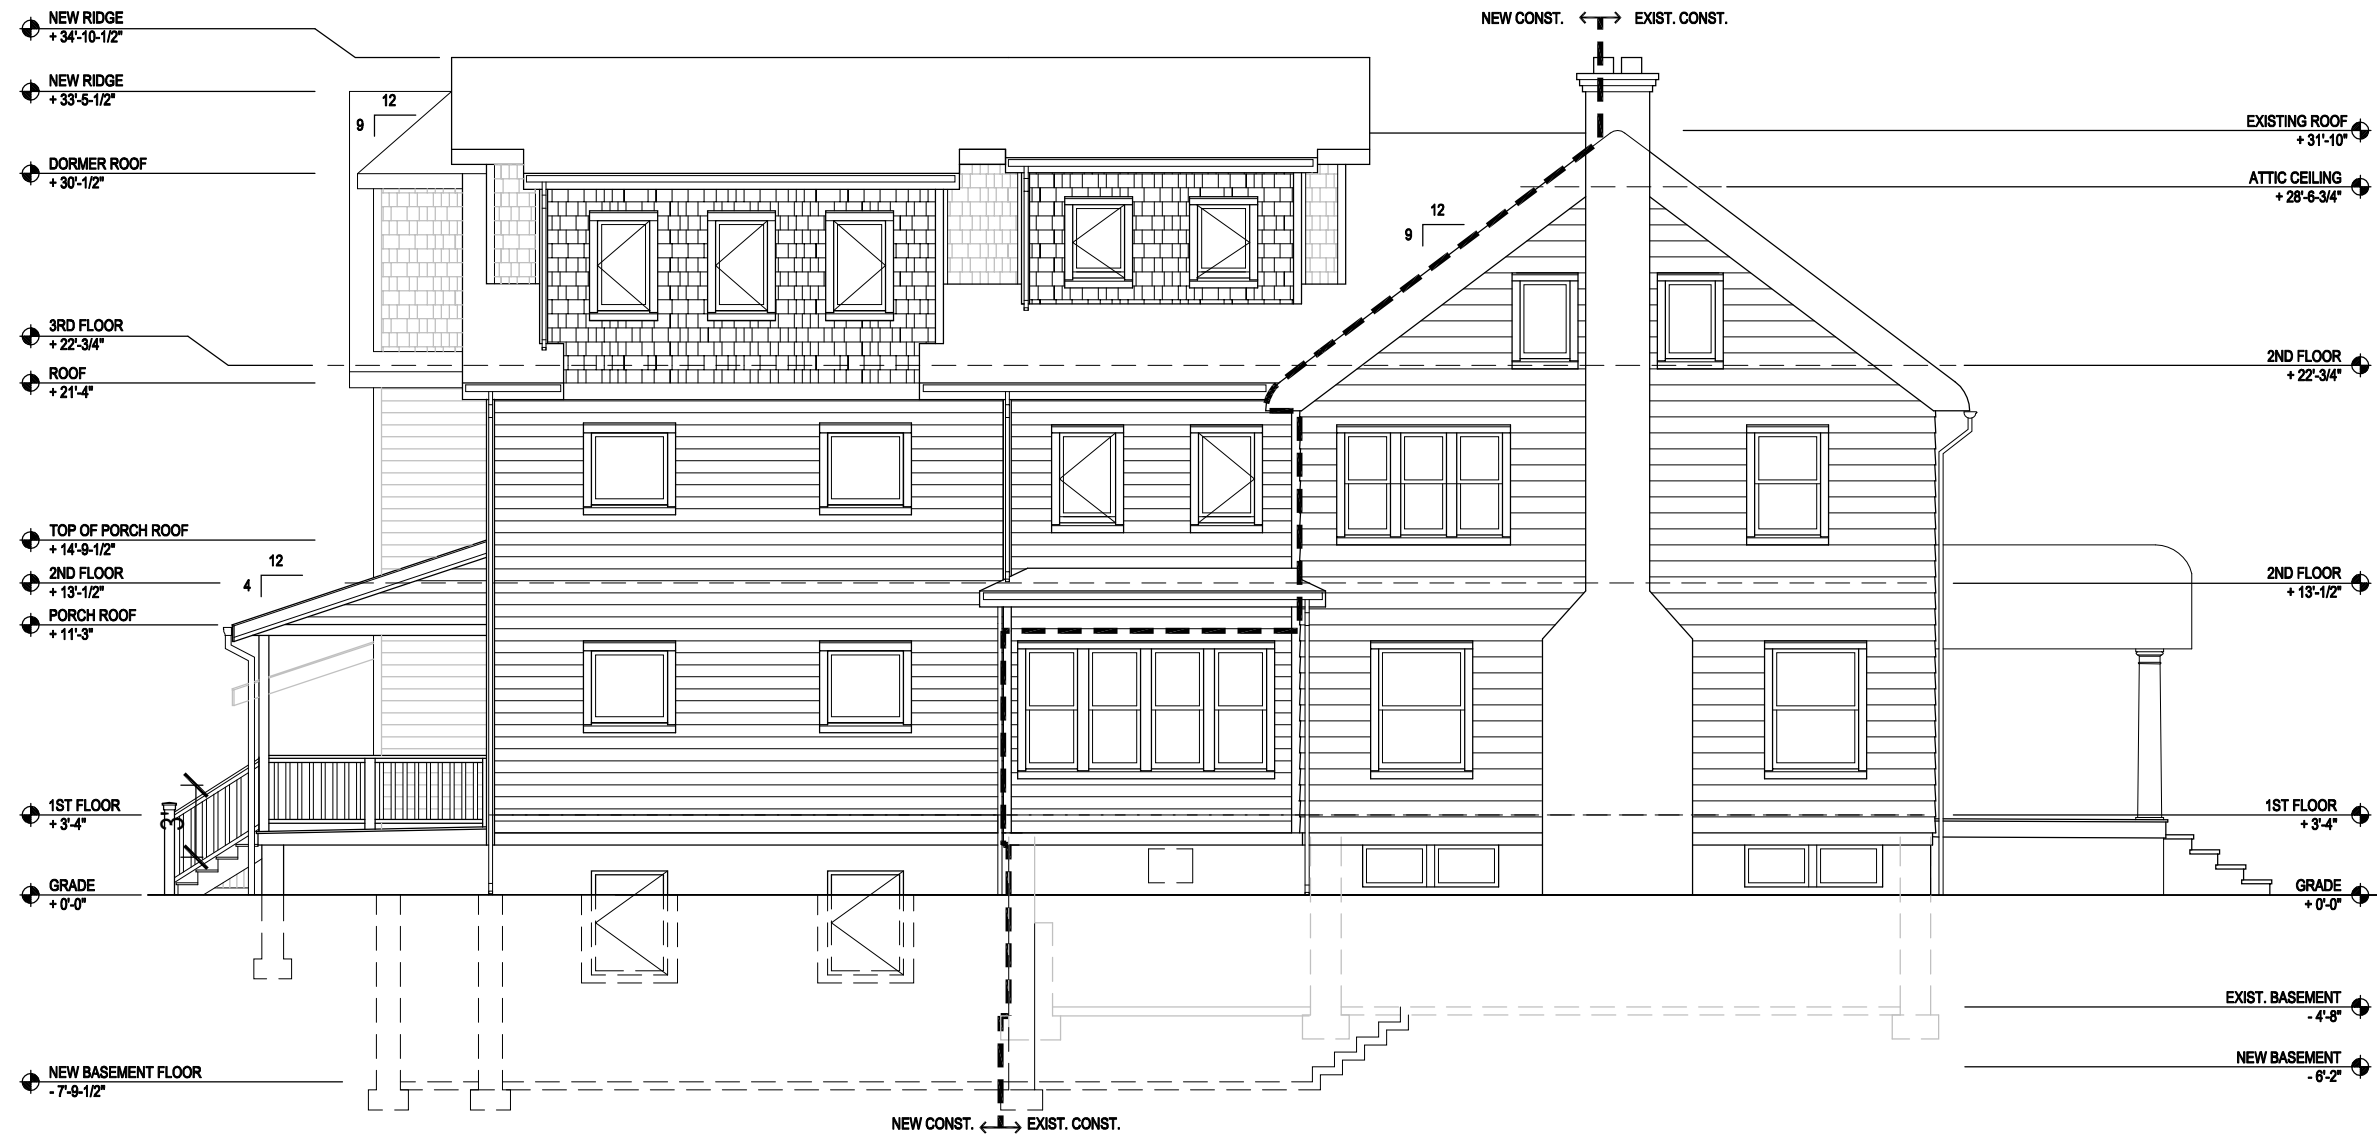 NEW CONST. EXIST. CONST.
NEW RIDGE
+ 34'-10-1/2"
NEW RIDGE
+ 33'-5-1/2"
12
9
DORMER ROOF
+ 30'-1/2"
3RD FLOOR
+ 22'-3/4"
ROOF
+ 21'-4"
TOP OF PORCH ROOF
+ 14'-9-1/2"
12
4
2ND FLOOR
+ 13'-1/2"
PORCH ROOF
+ 11'-3"
1ST FLOOR
+ 3'-4"
3'
GRADE
+ 0'-0"
NEW BASEMENT FLOOR
- 7'-9-1/2"
NEW CONST. EXIST. CONST.
12
9
EXISTING ROOF
+ 31'-10"
ATTIC CEILING
+ 28'-6-3/4"
2ND FLOOR
+ 22'-3/4"
2ND FLOOR
+ 13'-1/2"
1ST FLOOR
+ 3'-4"
GRADE
+ 0'-0"
EXIST. BASEMENT
- 4'-8"
NEW BASEMENT
- 6'-2"